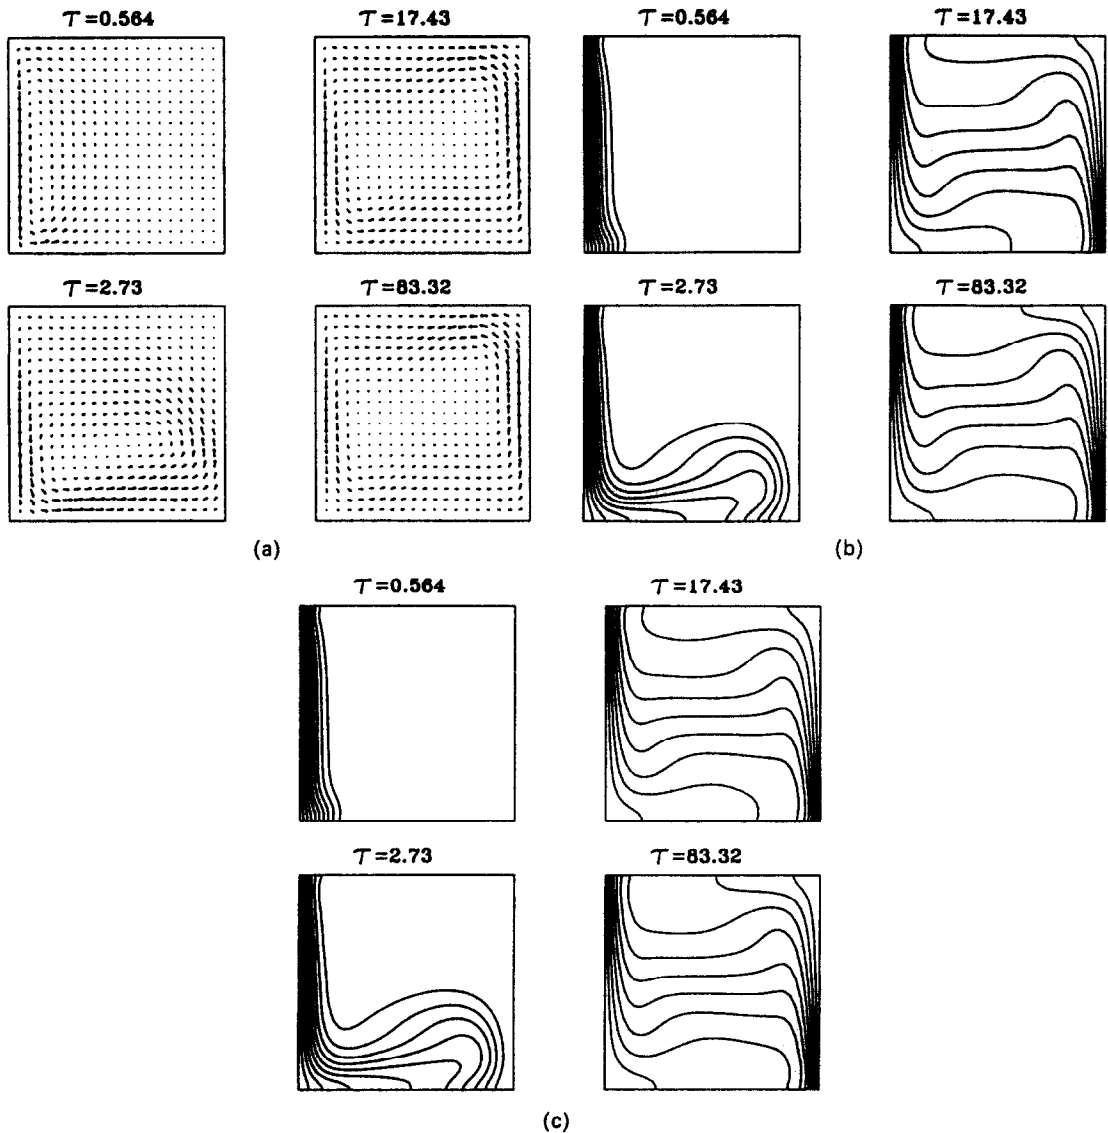 τ=0.564 τ=17.43 τ=0.564 τ=17.43
τ=2.73 τ=83.32 τ=2.73 τ=83.32
(a) (b)
τ=0.564 τ=17.43
τ=2.73 τ=83.32
(c)